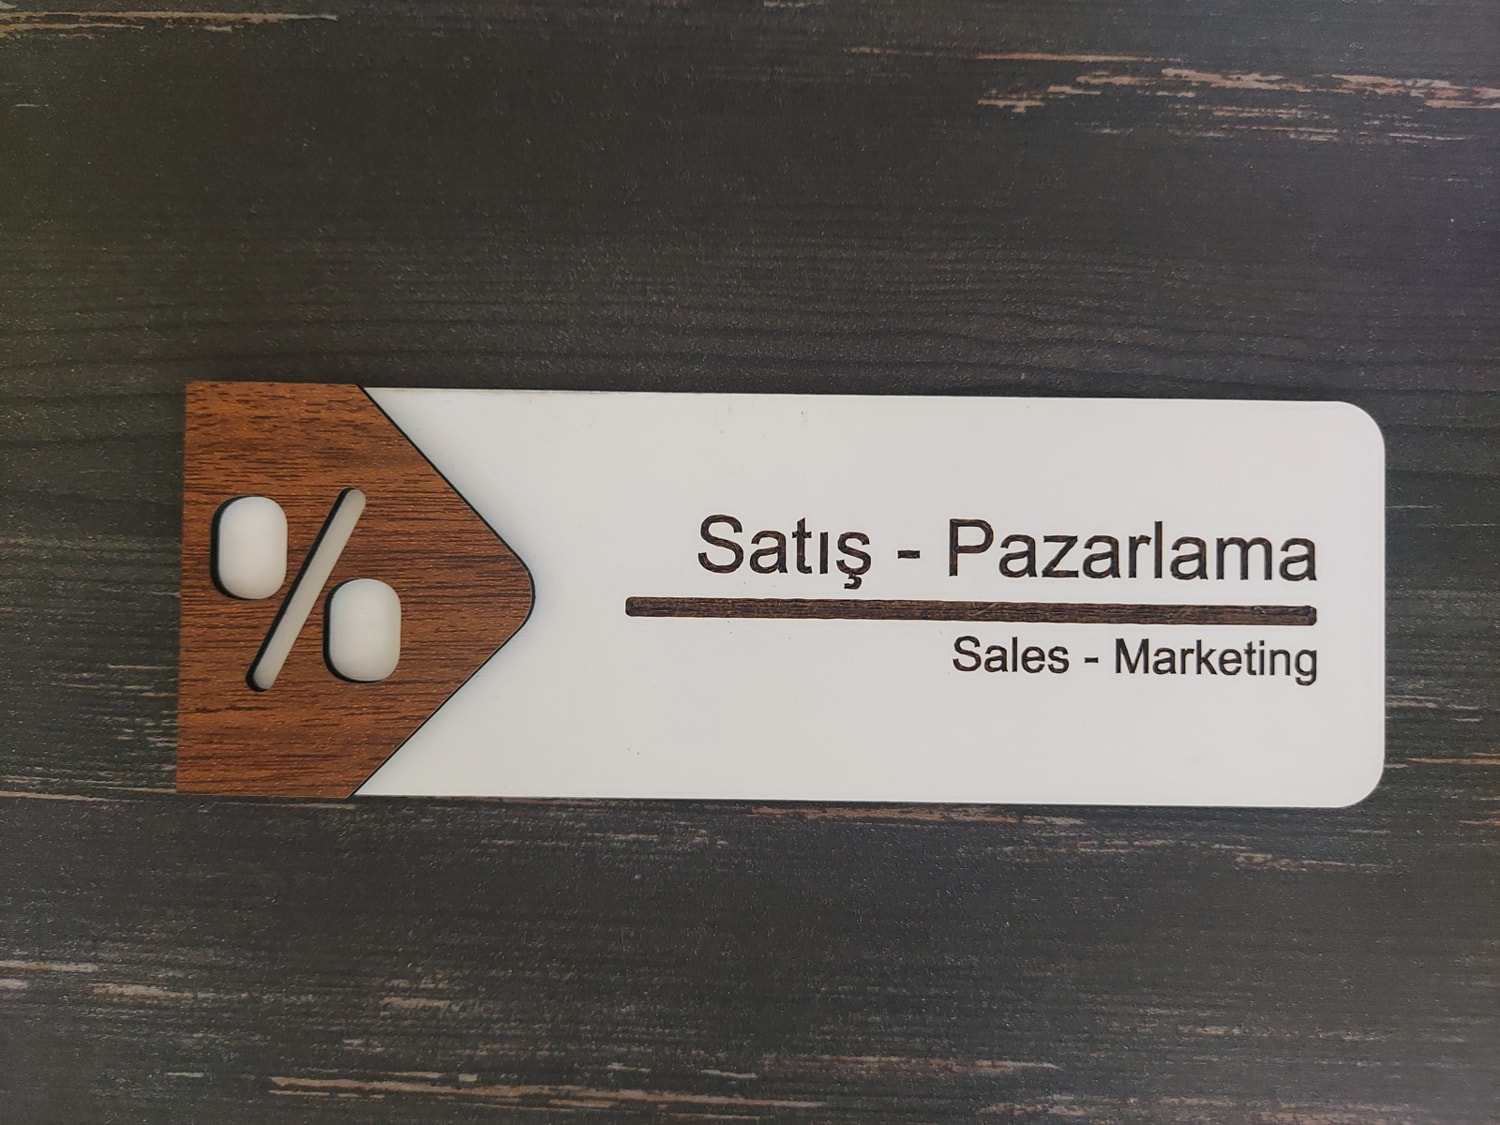 %
Satış - Pazarlama
Sales - Marketing